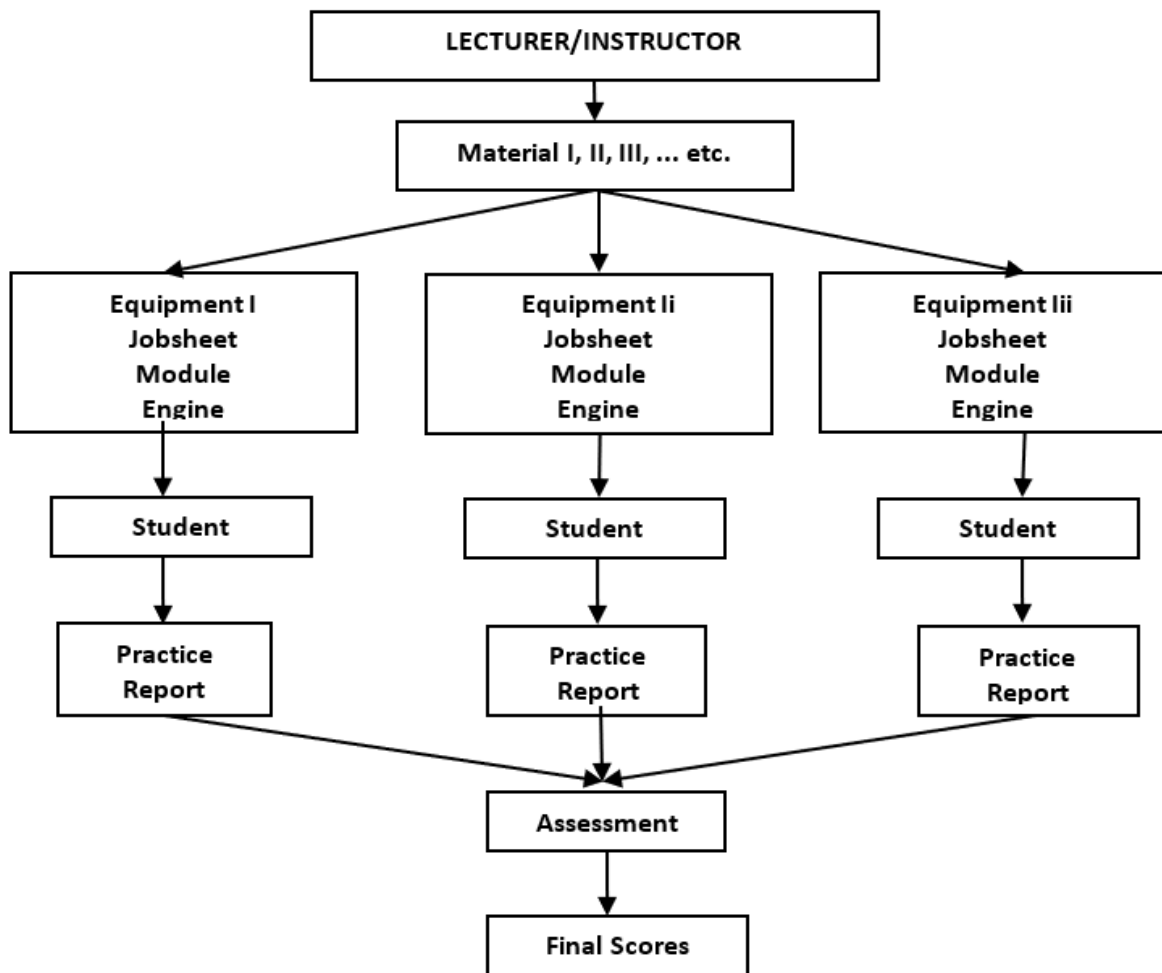 LECTURER/INSTRUCTOR
Material I, II, III, ... etc.
Equipment I
Jobsheet
Module
Engine
Equipment Ii
Jobsheet
Module
Engine
Equipment Iii
Jobsheet
Module
Engine
Student
Student
Student
Practice
Report
Practice
Report
Practice
Report
Assessment
Final Scores